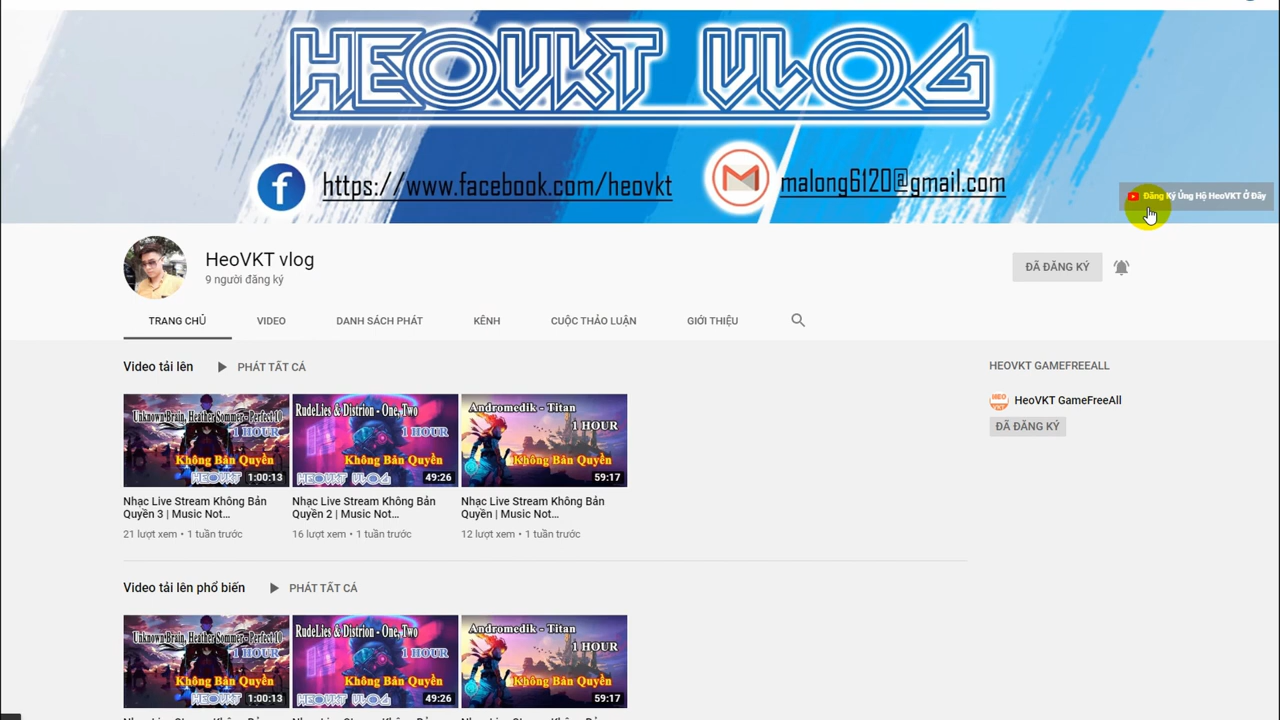 HEOVKT VLOG
https://www.facebook.com/heovkt
malong6120@gmail.com
Đăng Ký Ủng Hộ HeoVKT Ở Đây
HeoVKT vlog
9 người đăng ký
ĐÃ ĐĂNG KÝ
TRANG CHỦ
VIDEO
DANH SÁCH PHÁT
KÊNH
CUỘC THẢO LUẬN
GIỚI THIỆU
Video tải lên
PHÁT TẤT CẢ
HEOVKT GAMEFREEALL
HEO
VKT
HeoVKT GameFreeAll
ĐÃ ĐĂNG KÝ
UnknownBrain, Heather Sommer - Perfect 10
1 HOUR
Không Bản Quyền
HEOVKT
1:00:13
RudeLies & Distrion - One, Two
1 HOUR
Không Bản Quyền
HEOVKT VLOG
49:26
Andromedik - Titan
1 HOUR
Không Bản Quyền
59:17
Nhạc Live Stream Không Bản
Quyền 3 | Music Not...
21 lượt xem • 1 tuần trước
Nhạc Live Stream Không Bản
Quyền 2 | Music Not...
16 lượt xem • 1 tuần trước
Nhạc Live Stream Không Bản
Quyền | Music Not...
12 lượt xem • 1 tuần trước
Video tải lên phổ biến
PHÁT TẤT CẢ
UnknownBrain, Heather Sommer - Perfect 10
1 HOUR
Không Bản Quyền
HEOVKT
1:00:13
RudeLies & Distrion - One, Two
1 HOUR
Không Bản Quyền
HEOVKT VLOG
49:26
Andromedik - Titan
1 HOUR
Không Bản Quyền
59:17